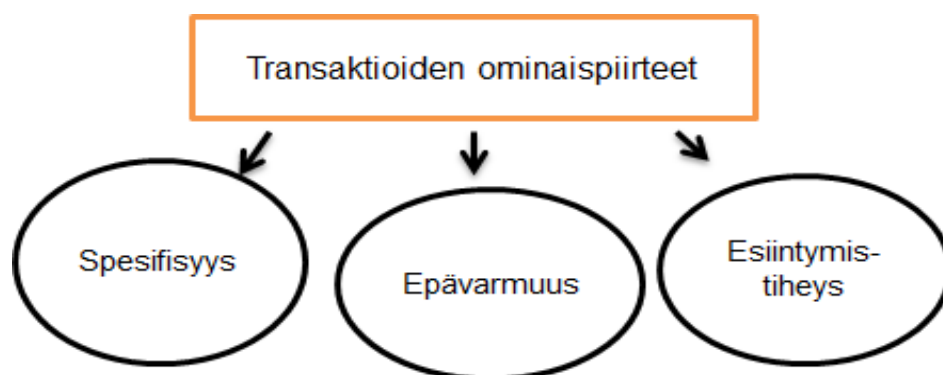 Transaktioiden ominaispiirteet
Spesifisyys
Epävarmuus
Esiintymis-
tiheys